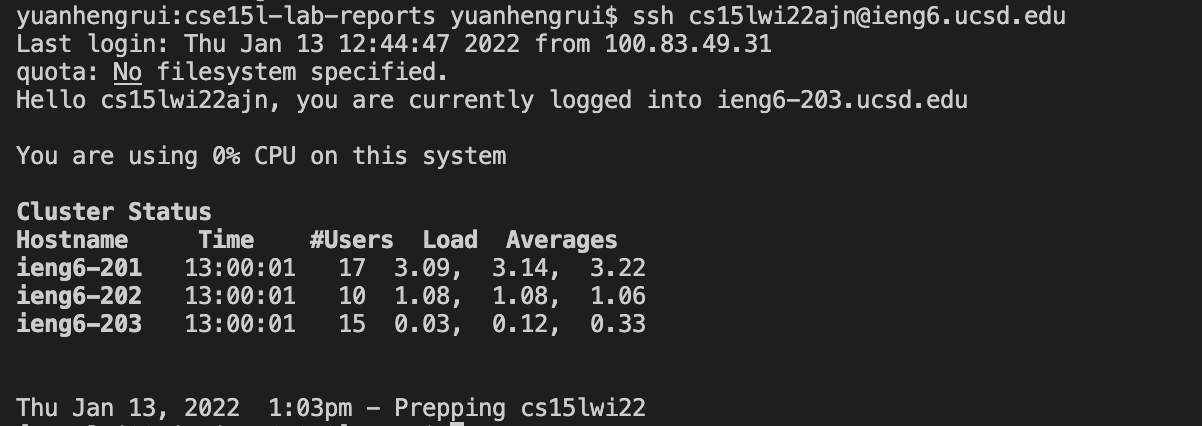 yuanhengrui:cse15l-lab-reports yuanhengrui$ ssh cs15lwi22ajn@ieng6.ucsd.edu
Last login: Thu Jan 13 12:44:47 2022 from 100.83.49.31
quota: No filesystem specified.
Hello cs15lwi22ajn, you are currently logged into ieng6-203.ucsd.edu
You are using 0% CPU on this system
Cluster Status
Hostname     Time    #Users  Load  Averages
ieng6-201   13:00:01   17  3.09,  3.14,  3.22
ieng6-202   13:00:01   10  1.08,  1.08,  1.06
ieng6-203   13:00:01   15  0.03,  0.12,  0.33
Thu Jan 13, 2022  1:03pm - Prepping cs15lwi22